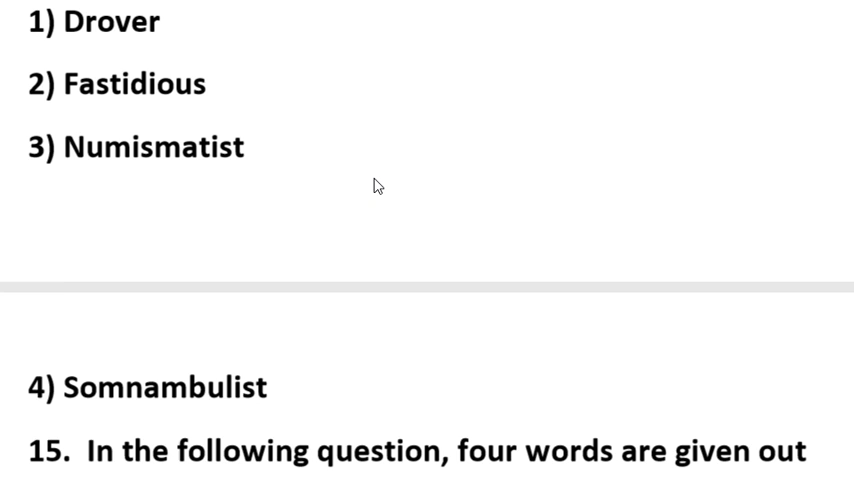 1) Drover
2) Fastidious
3) Numismatist
4) Somnambulist
15. In the following question, four words are given out